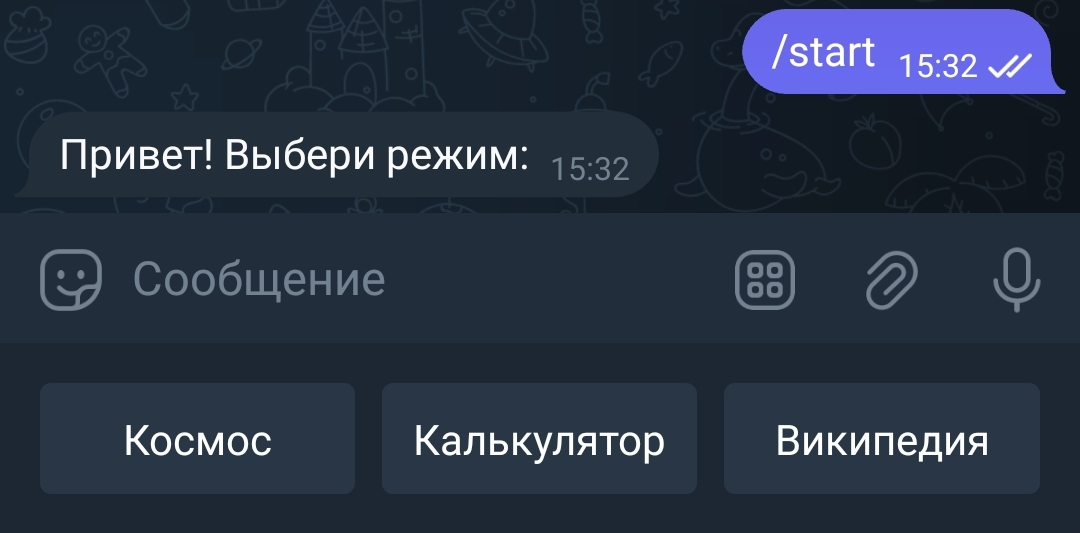 /start 15:32
Привет! Выбери режим: 15:32
Сообщение
Космос Калькулятор Википедия